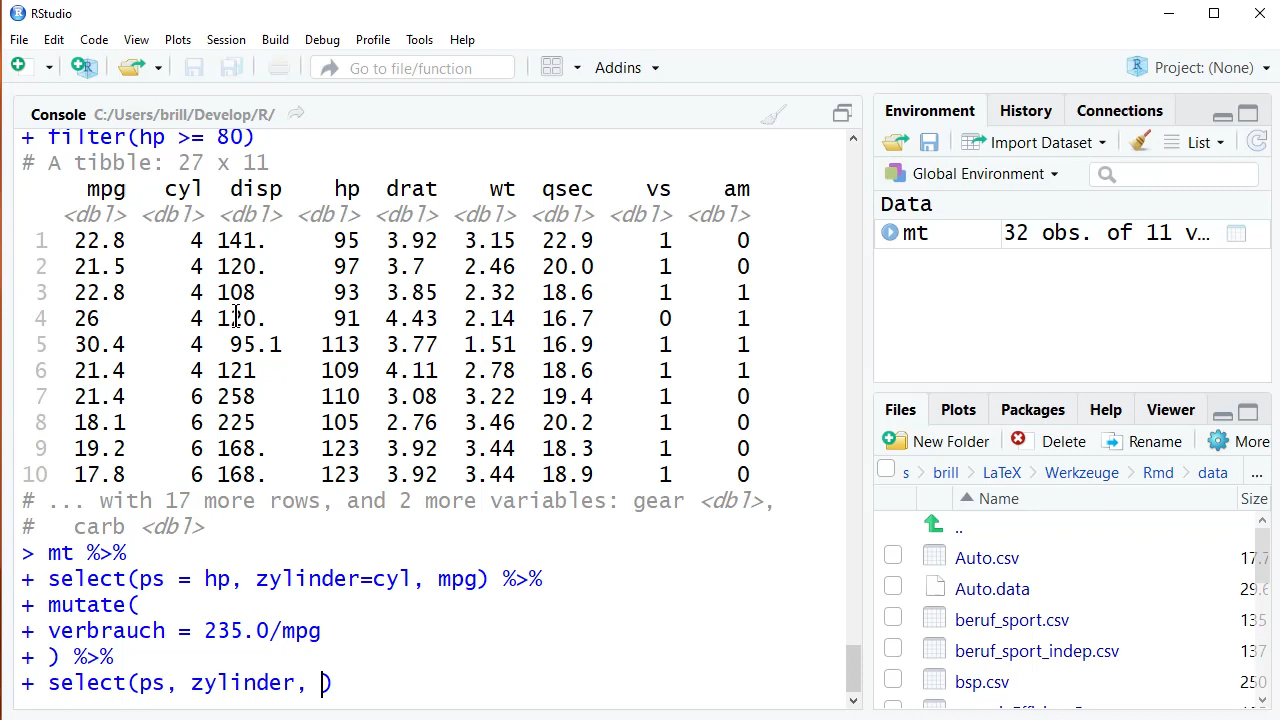 RStudio
File Edit Code View Plots Session Build Debug Profile Tools Help
Go to file/function Addins Project: (None)
Console C:/Users/brill/Develop/R/
+ filter(hp >= 80)
# A tibble: 27 x 11
mpg cyl disp hp drat wt qsec vs am
<dbl> <dbl> <dbl> <dbl> <dbl> <dbl> <dbl> <dbl> <dbl>
1 22.8 4 141. 95 3.92 3.15 22.9 1 0
2 21.5 4 120. 97 3.7 2.46 20.0 1 0
3 22.8 4 108 93 3.85 2.32 18.6 1 1
4 26 4 120. 91 4.43 2.14 16.7 0 1
5 30.4 4 95.1 113 3.77 1.51 16.9 1 1
6 21.4 4 121 109 4.11 2.78 18.6 1 1
7 21.4 6 258 110 3.08 3.22 19.4 1 0
8 18.1 6 225 105 2.76 3.46 20.2 1 0
9 19.2 6 168. 123 3.92 3.44 18.3 1 0
10 17.8 6 168. 123 3.92 3.44 18.9 1 0
# ... with 17 more rows, and 2 more variables: gear <dbl>,
# carb <dbl>
> mt %>%
+ select(ps = hp, zylinder=cyl, mpg) %>%
+ mutate(
+ verbrauch = 235.0/mpg
+ ) %>%
+ select(ps, zylinder, )
Environment History Connections
Import Dataset List
Global Environment
Data
mt 32 obs. of 11 v...
Files Plots Packages Help Viewer
New Folder Delete Rename More
s brill LaTeX Werkzeuge Rmd data ...
Name Size
..
Auto.csv 17.7
Auto.data 29.6
beruf_sport.csv 135
beruf_sport_indep.csv 137
bsp.csv 250